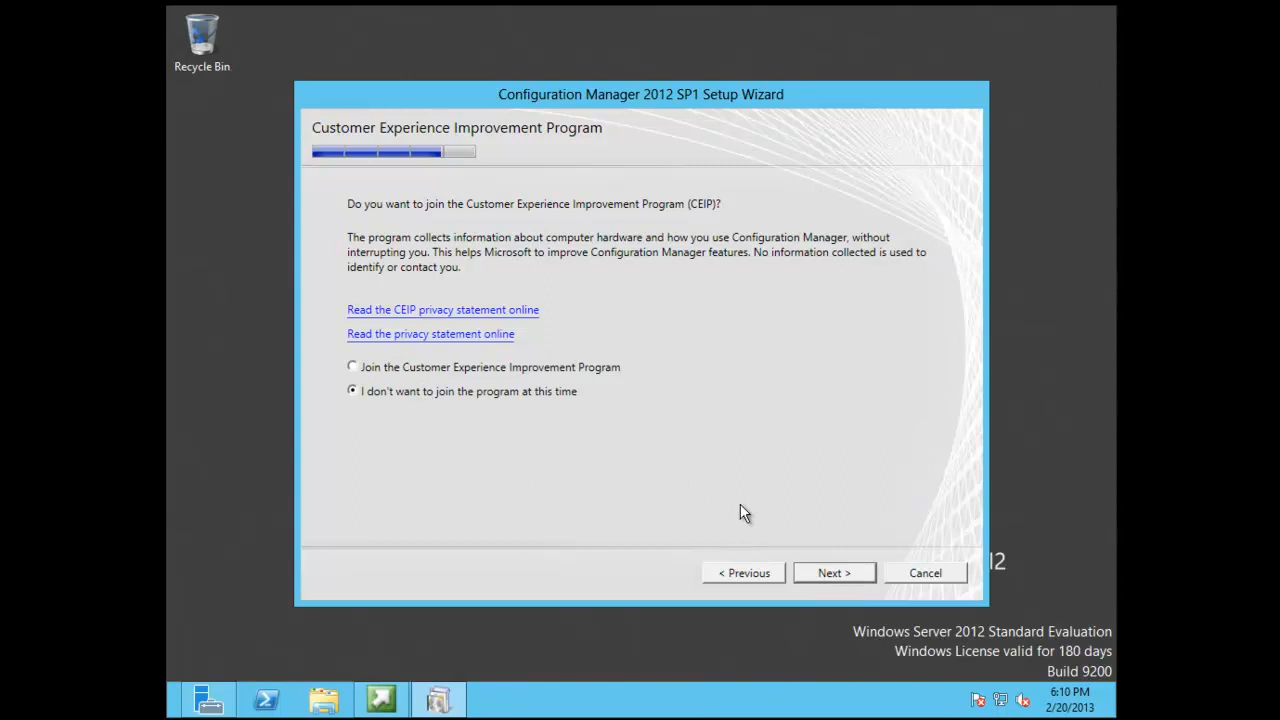 Recycle Bin
Configuration Manager 2012 SP1 Setup Wizard
Customer Experience Improvement Program
Do you want to join the Customer Experience Improvement Program (CEIP)?
The program collects information about computer hardware and how you use Configuration Manager, without
interrupting you. This helps Microsoft to improve Configuration Manager features. No information collected is used to
identify or contact you.
Read the CEIP privacy statement online
Read the privacy statement online
Join the Customer Experience Improvement Program
I don't want to join the program at this time
< Previous
Next >
Cancel
12
Windows Server 2012 Standard Evaluation
Windows License valid for 180 days
Build 9200
6:10 PM
2/20/2013